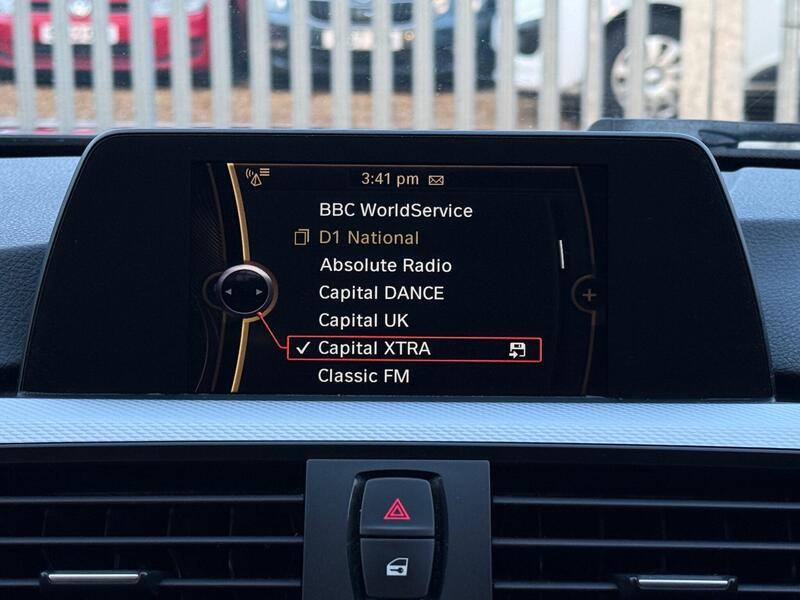 3:41 pm
BBC WorldService
D1 National
Absolute Radio
Capital DANCE
Capital UK
Capital XTRA
Classic FM